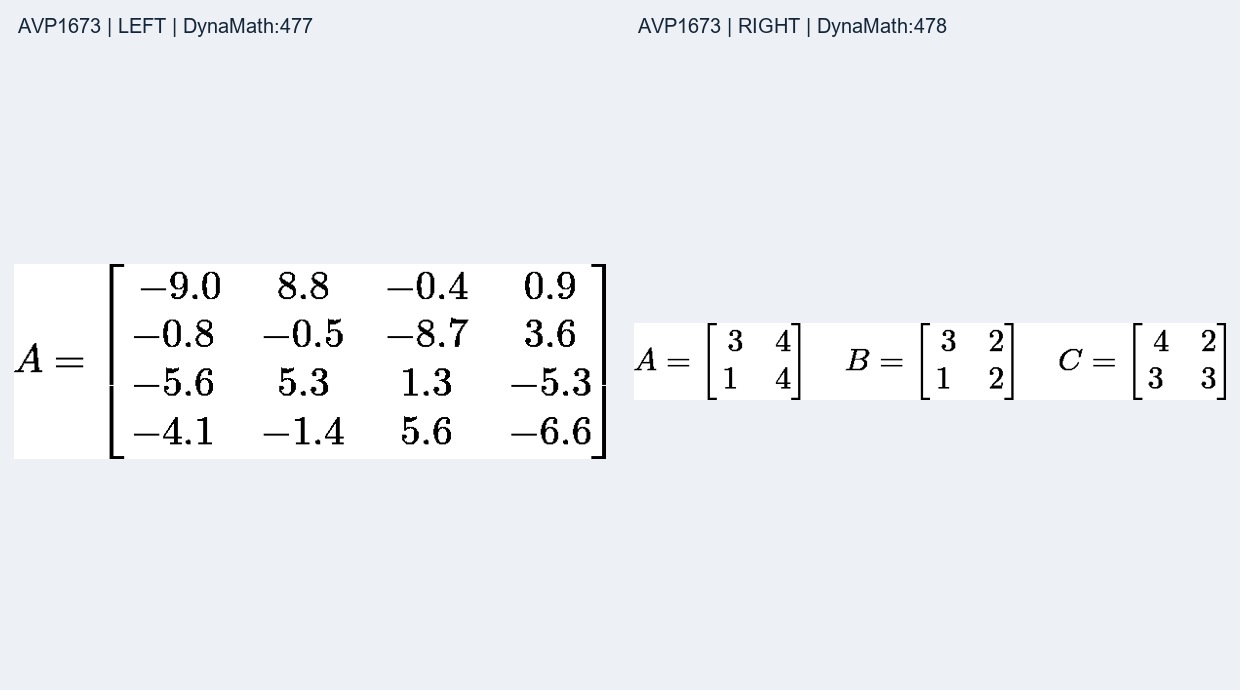 AVP1673 | LEFT | DynaMath:477
A = [ −9.0 8.8 −0.4 0.9
−0.8 −0.5 −8.7 3.6
−5.6 5.3 1.3 −5.3
−4.1 −1.4 5.6 −6.6 ]
AVP1673 | RIGHT | DynaMath:478
A = [ 3 4
1 4 ]
B = [ 3 2
1 2 ]
C = [ 4 2
3 3 ]